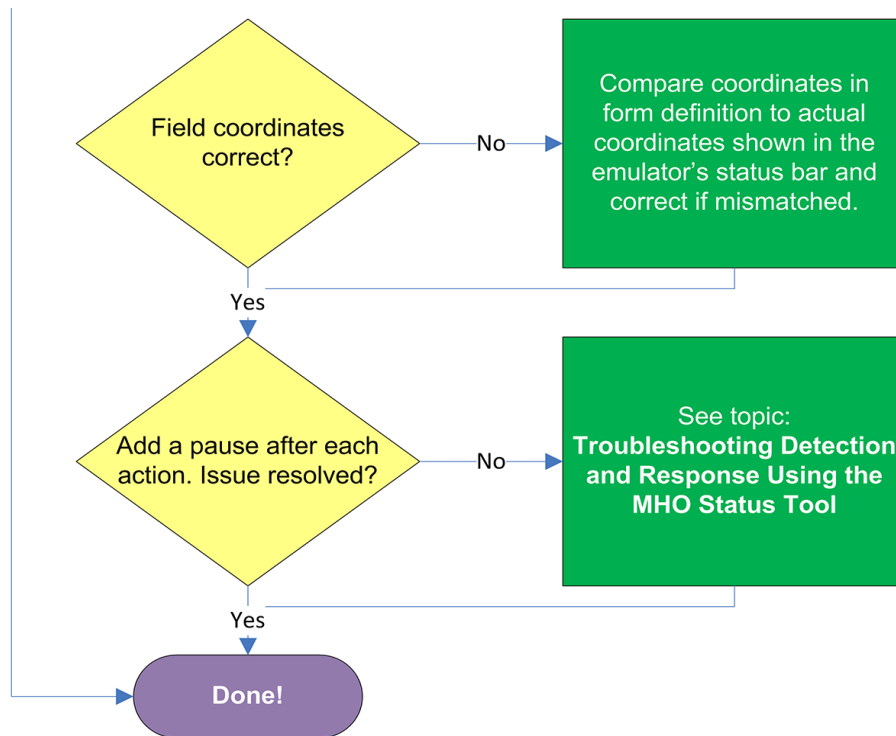 Field coordinates
correct?
No
Compare coordinates in
form definition to actual
coordinates shown in the
emulator’s status bar and
correct if mismatched.
Yes
Add a pause after each
action. Issue resolved?
No
See topic:
Troubleshooting Detection
and Response Using the
MHO Status Tool
Yes
Done!